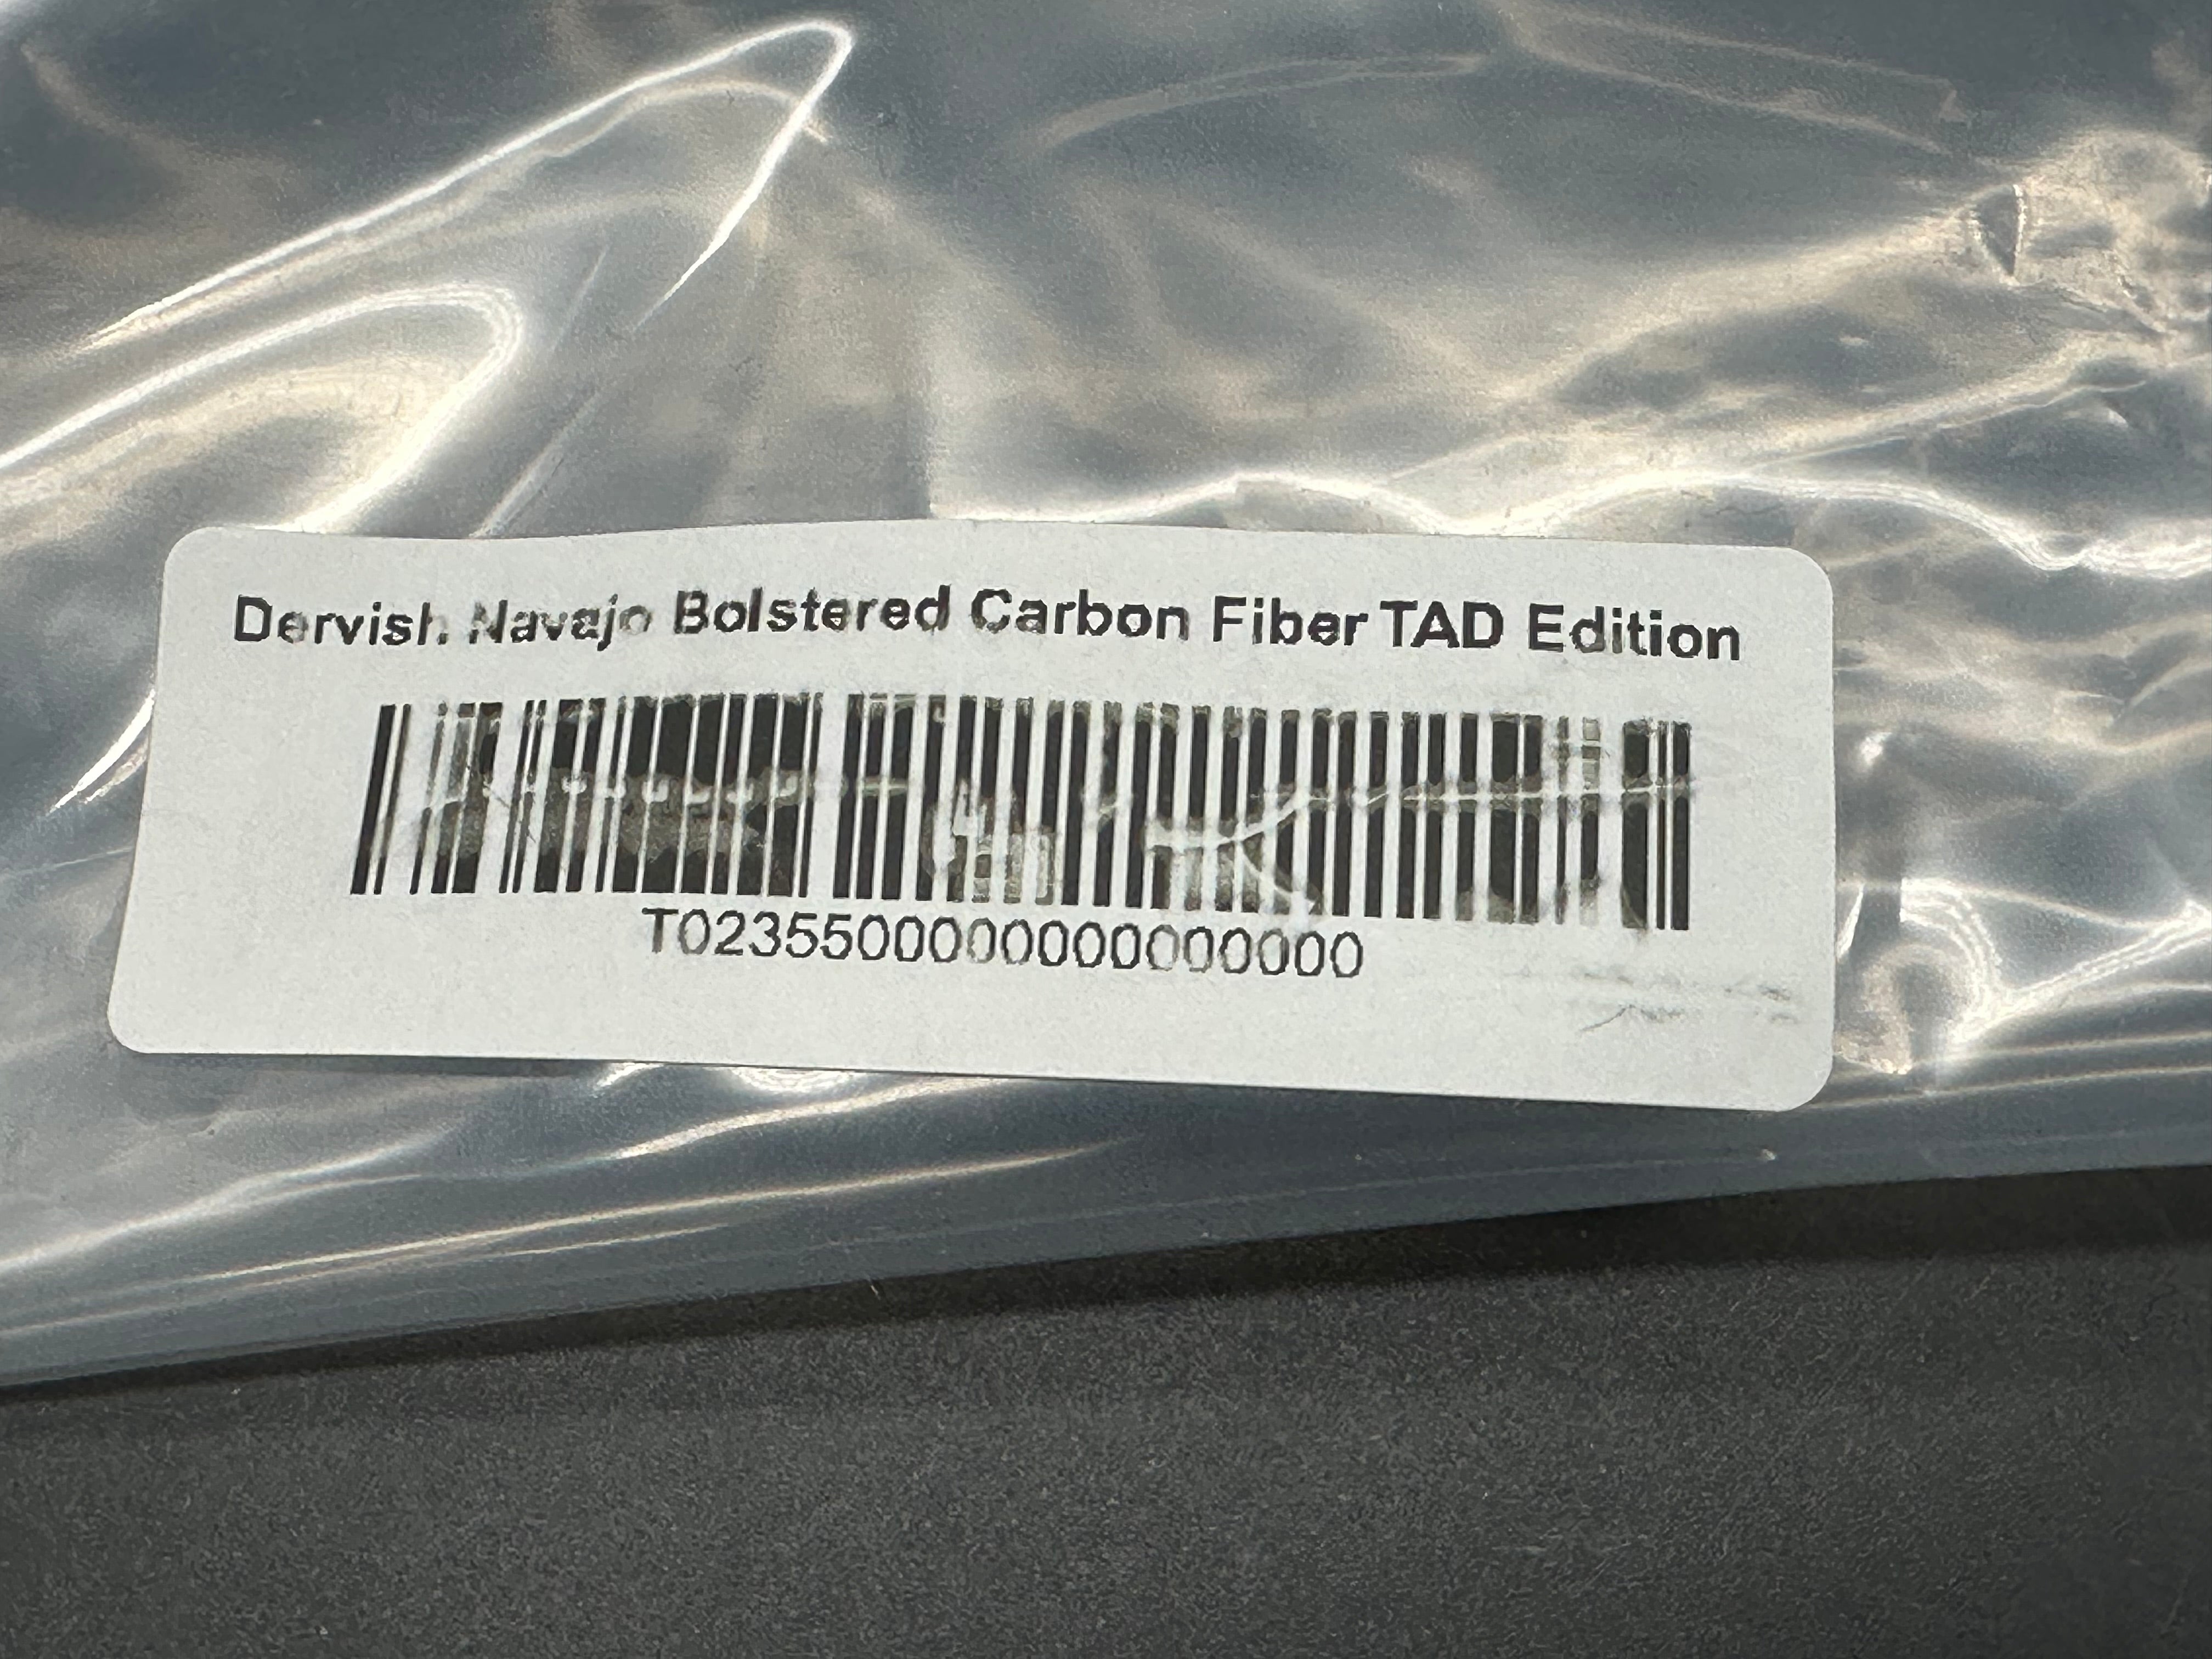 Dervish Navajo Bolstered Carbon Fiber TAD Edition
T0235500000000000000